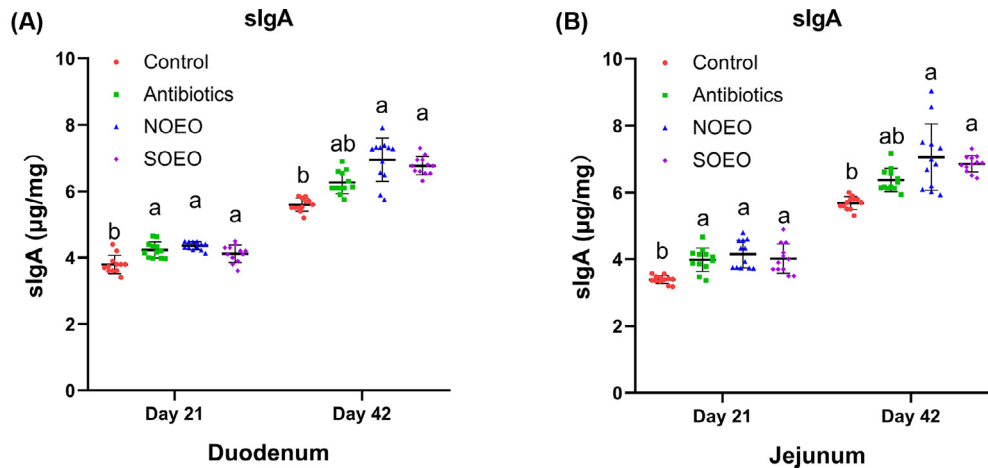 (A)
sIgA
sIgA (μg/mg)
10
8
6
4
2
0
Control
Antibiotics
NOEO
SOEO
b a a a
b ab a a
Day 21 Day 42
Duodenum
(B)
sIgA
sIgA (μg/mg)
10
8
6
4
2
0
Control
Antibiotics
NOEO
SOEO
b a a a
b ab a a
Day 21 Day 42
Jejunum